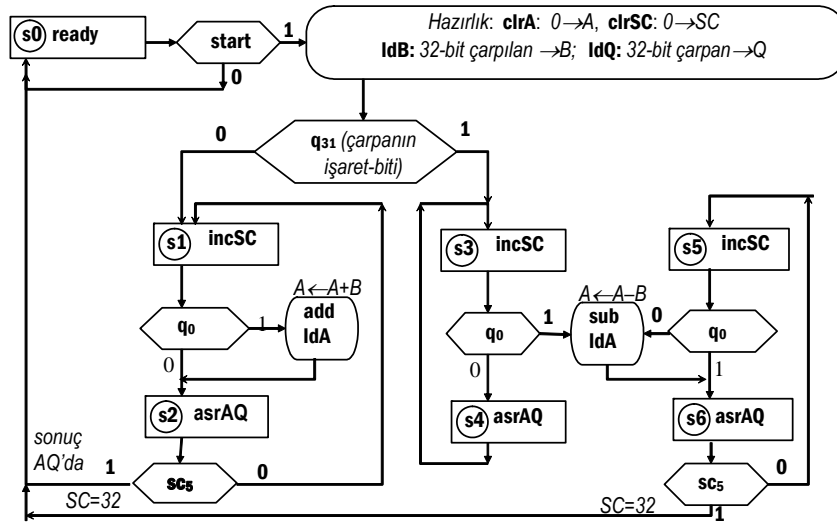 s0 ready
start
1
0
Hazırlık: clrA: 0→A, clrSC: 0→SC
ldB: 32-bit çarpılan →B; ldQ: 32-bit çarpan→Q
0
q31 (çarpanın
işaret-biti)
1
s1 incSC
s3 incSC
s5 incSC
A←A+B
add
ldA
q0
1
0
A←A–B
sub
ldA
q0
1
0
q0
0
1
s2 asrAQ
s4 asrAQ
s6 asrAQ
sonuç
AQ'da
1
sc5
0
SC=32
sc5
0
SC=32
1